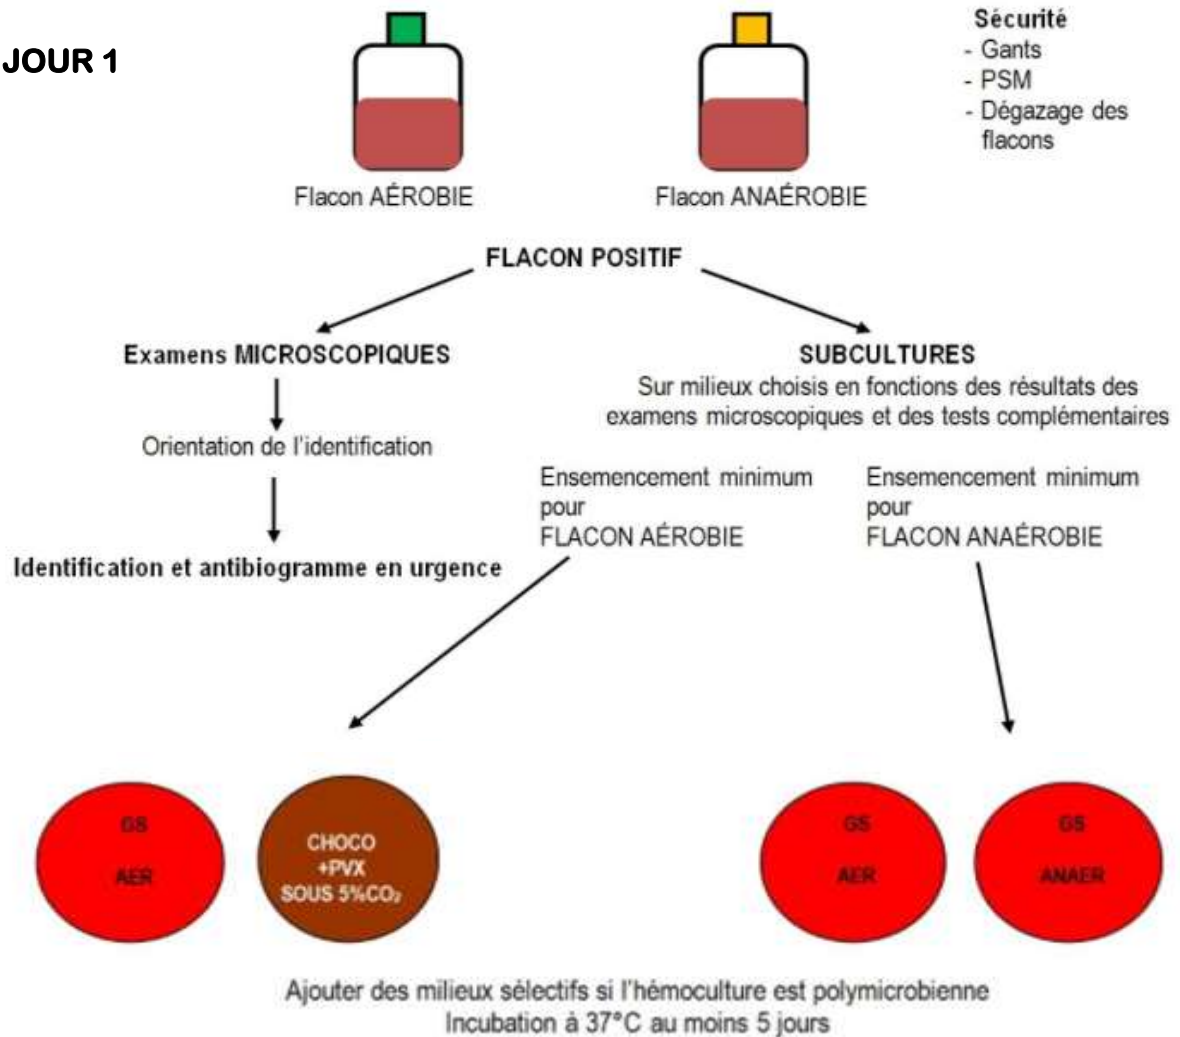 JOUR 1
Sécurité
- Gants
- PSM
- Dégazage des
flacons
Flacon AÉROBIE
Flacon ANAÉROBIE
FLACON POSITIF
Examens MICROSCOPIQUES
Orientation de l'identification
Identification et antibiogramme en urgence
SUBCULTURES
Sur milieux choisis en fonctions des résultats des
examens microscopiques et des tests complémentaires
Ensemencement minimum
pour
FLACON AÉROBIE
Ensemencement minimum
pour
FLACON ANAÉROBIE
GS
AER
CHOCO
+PVX
SOUS 5%CO₂
GS
AER
GS
ANAER
Ajouter des milieux sélectifs si l'hémoculture est polymicrobienne
Incubation à 37°C au moins 5 jours